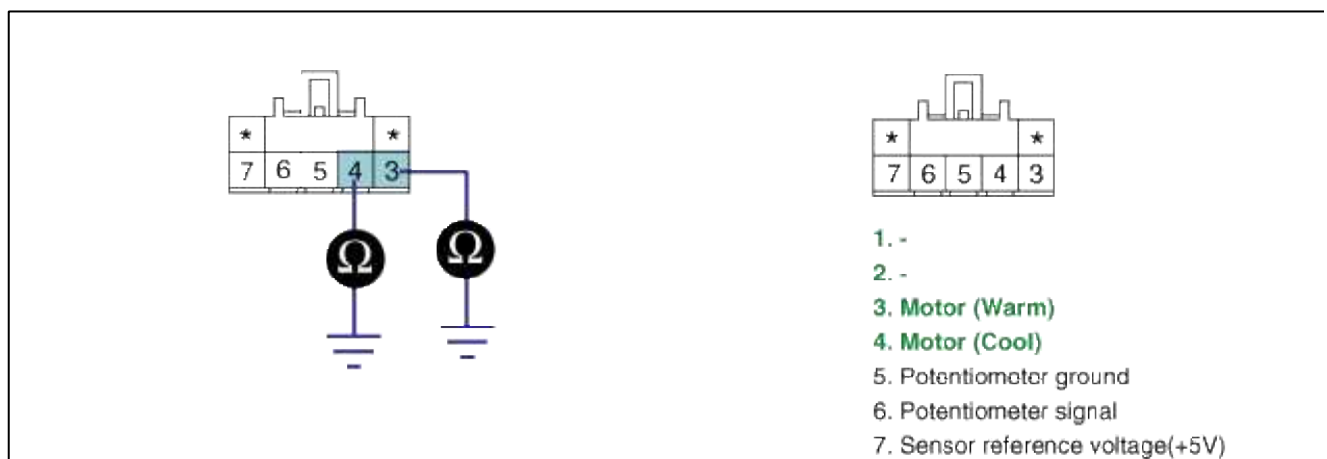 * *
7 6 5 4 3
Ω Ω
* *
7 6 5 4 3
1. -
2. -
3. Motor (Warm)
4. Motor (Cool)
5. Potentiometer ground
6. Potentiometer signal
7. Sensor reference voltage(+5V)